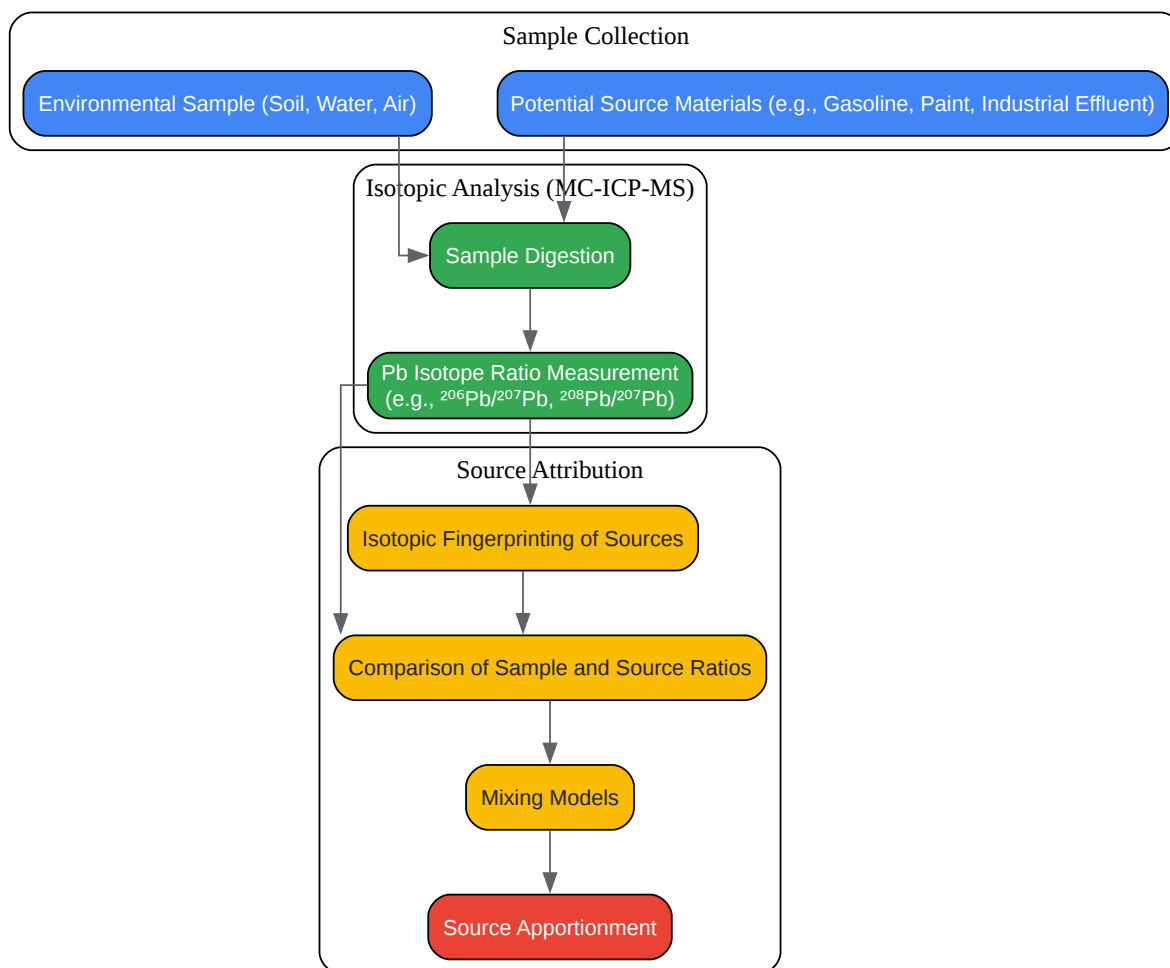 Sample Collection
Environmental Sample (Soil, Water, Air)
Potential Source Materials (e.g., Gasoline, Paint, Industrial Effluent)
Isotopic Analysis (MC-ICP-MS)
Sample Digestion
Pb Isotope Ratio Measurement
(e.g., ²⁰⁶Pb/²⁰⁷Pb, ²⁰⁸Pb/²⁰⁷Pb)
Source Attribution
Isotopic Fingerprinting of Sources
Comparison of Sample and Source Ratios
Mixing Models
Source Apportionment